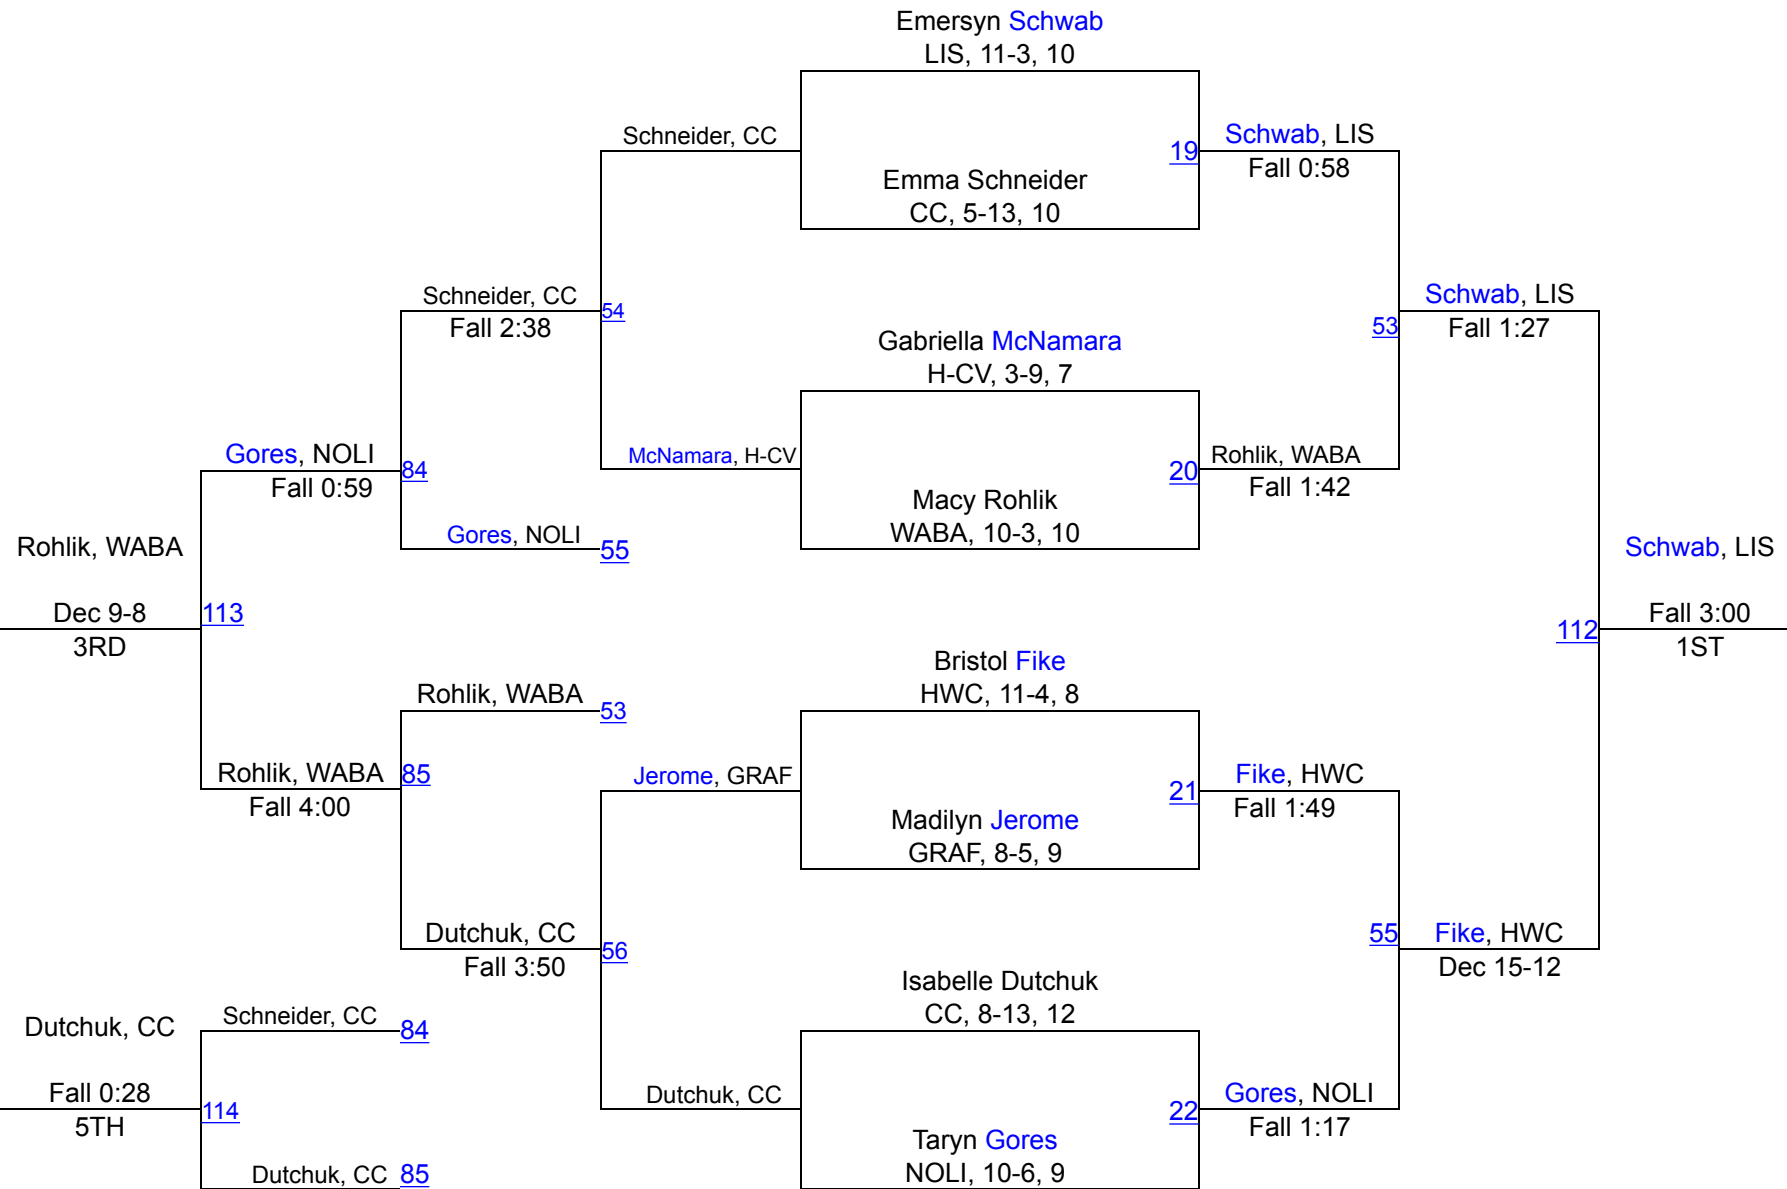 Emersyn Schwab
LIS, 11-3, 10
Schneider, CC
19
Schwab, LIS
Fall 0:58
Emma Schneider
CC, 5-13, 10
Schneider, CC
Fall 2:38
54
Schwab, LIS
Fall 1:27
53
Gabriella McNamara
H-CV, 3-9, 7
Gores, NOLI
Fall 0:59
84
McNamara, H-CV
20
Rohlik, WABA
Fall 1:42
Macy Rohlik
WABA, 10-3, 10
Gores, NOLI
55
Rohlik, WABA
Dec 9-8
3RD
113
Schwab, LIS
Fall 3:00
1ST
112
Bristol Fike
HWC, 11-4, 8
Rohlik, WABA
53
Rohlik, WABA
Fall 4:00
85
Jerome, GRAF
21
Fike, HWC
Fall 1:49
Madilyn Jerome
GRAF, 8-5, 9
Dutchuk, CC
Fall 3:50
56
55
Fike, HWC
Dec 15-12
Isabelle Dutchuk
CC, 8-13, 12
Dutchuk, CC
Fall 0:28
5TH
Schneider, CC
84
114
Dutchuk, CC
22
Gores, NOLI
Fall 1:17
Taryn Gores
NOLI, 10-6, 9
Dutchuk, CC
85